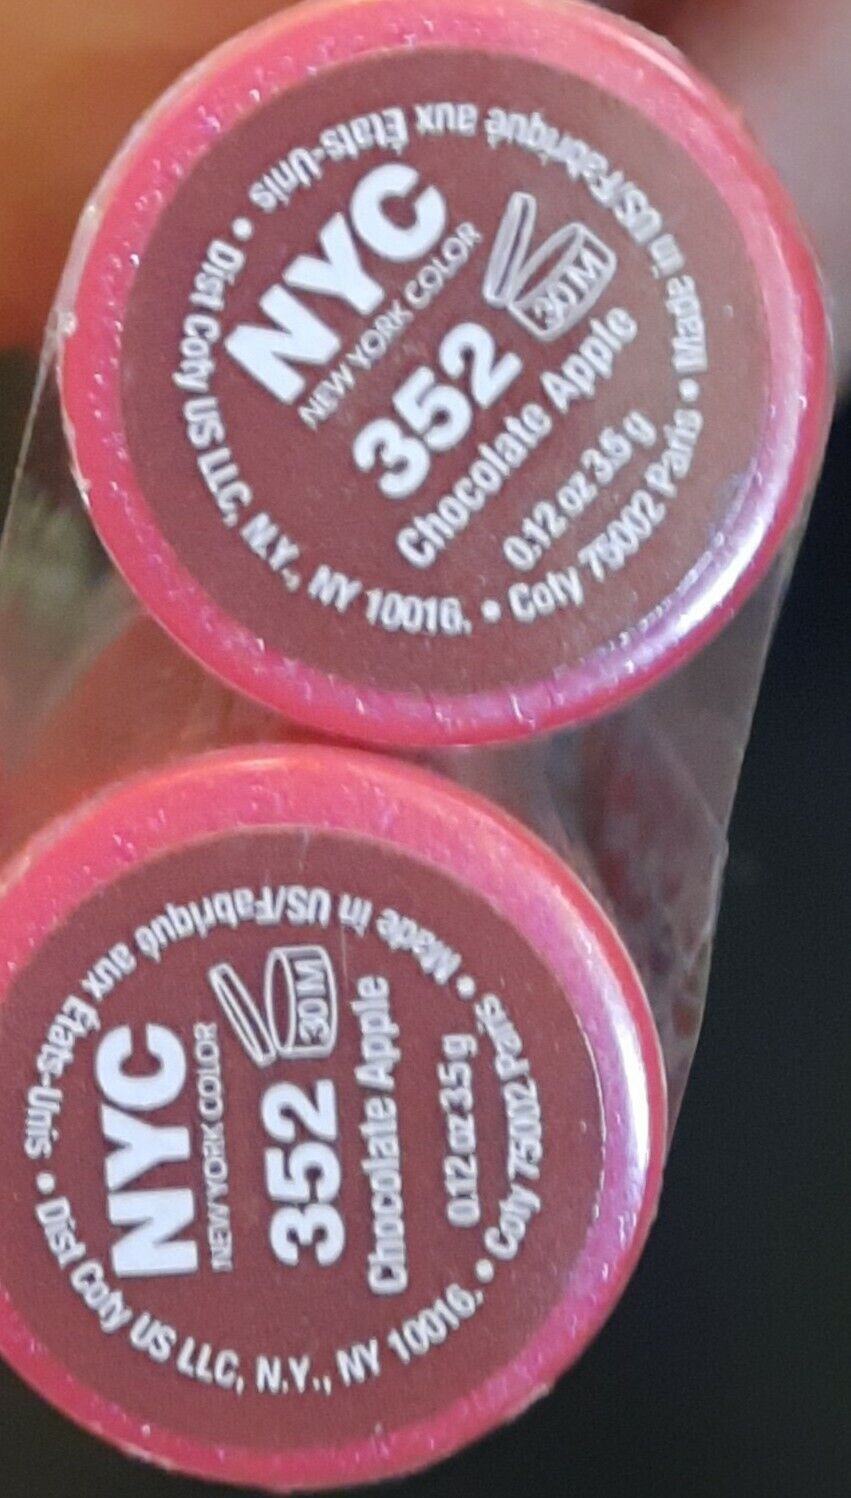 NYC
NEW YORK COLOR
352
30M
Chocolate Apple
0.12 oz 3.5 g
Dist Coty US LLC, N.Y., NY 10016. • Coty 75002 Paris • Made in US/Fabriqué aux États-Unis •
NYC
NEW YORK COLOR
352
30M
Chocolate Apple
0.12 oz 3.5 g
Dist Coty US LLC, N.Y., NY 10016. • Coty 75002 Paris • Made in US/Fabriqué aux États-Unis •